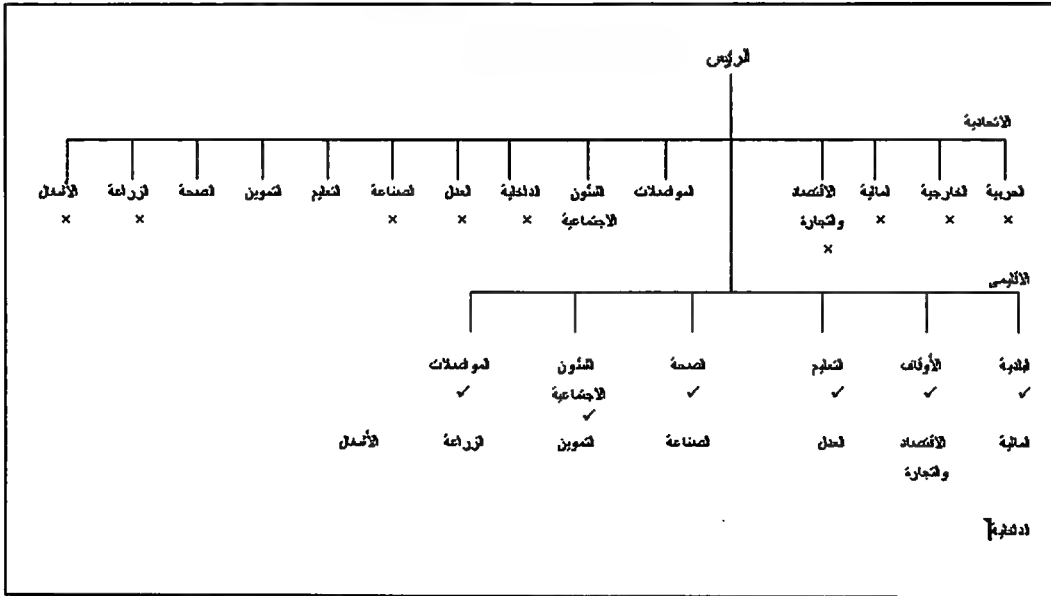 الرئيس
الاتحادية
الحربية الخارجية المالية الاقتصاد المواصلات الشئون الداخلية العدل الصناعة التعليم التموين الصحة الزراعة الأشغال
× × × والتجارة الاجتماعية × × × × ×
×
الاقليمى
البلدية الأوقاف التعليم الصحة الشئون المواصلات
✓ ✓ ✓ ✓ الاجتماعية ✓
✓
المالية الاقتصاد العدل الصناعة التموين الزراعة الأشغال
والتجارة
الداخلية